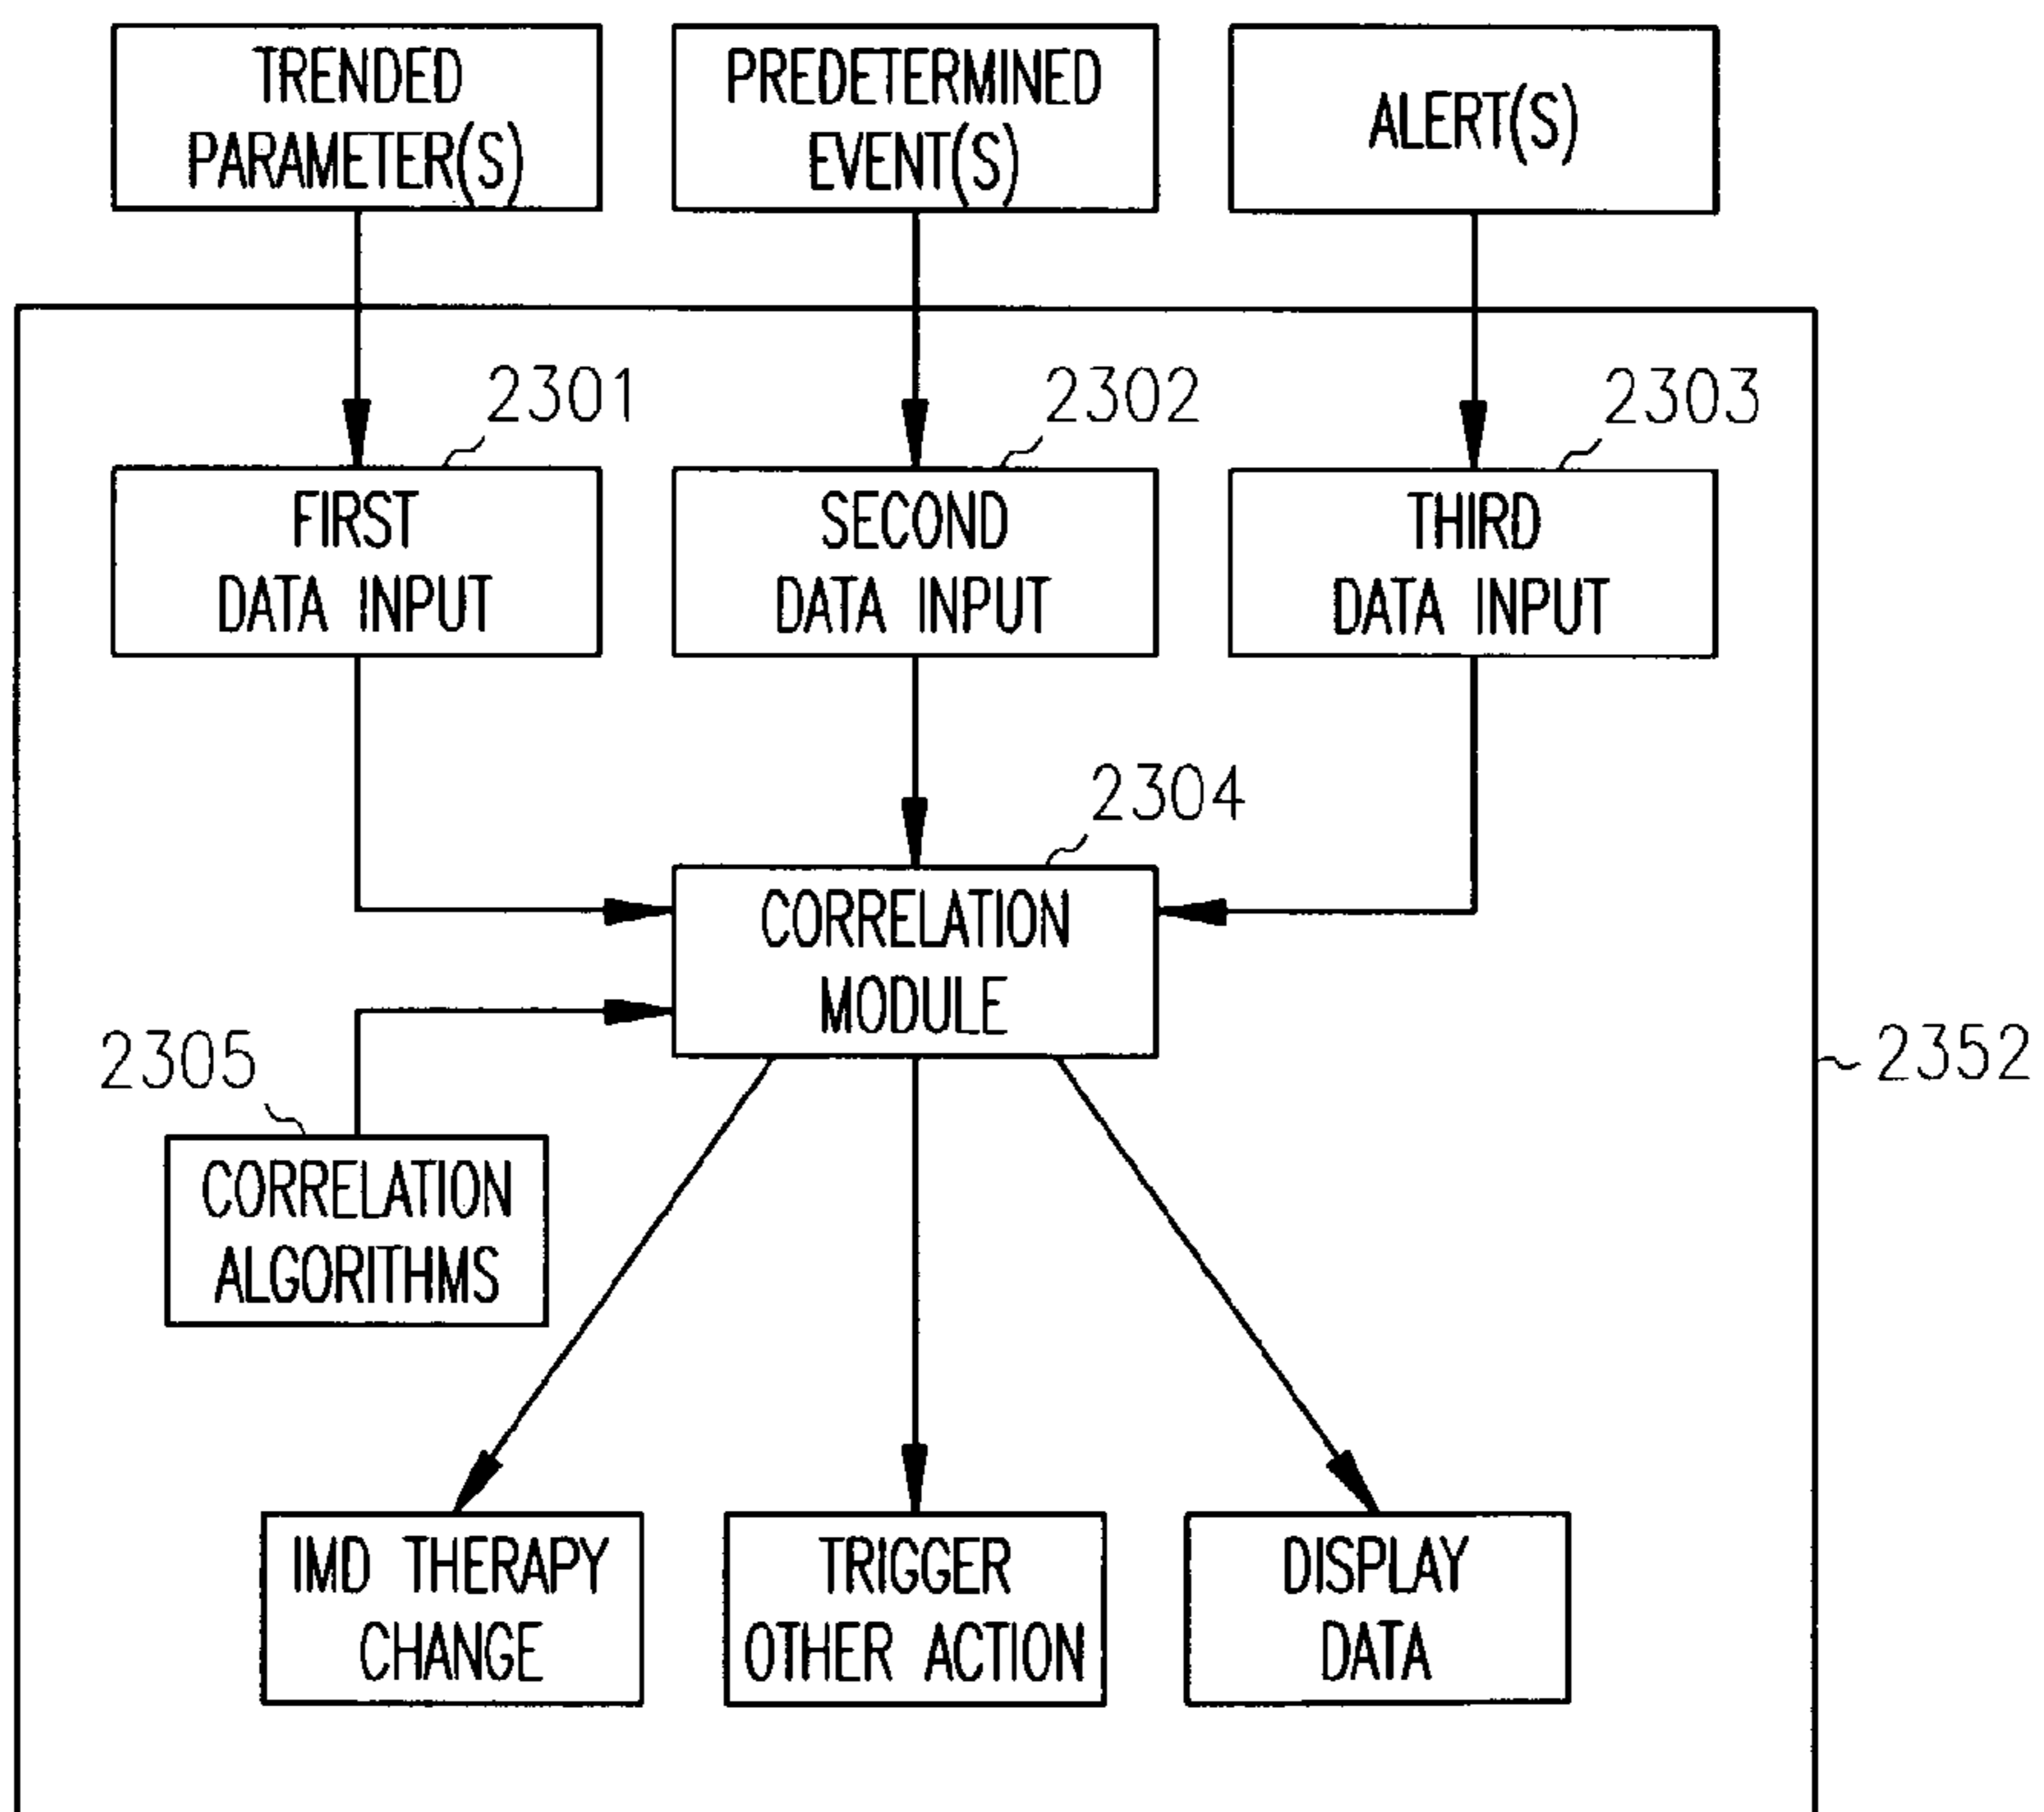 TRENDED
PARAMETER(S)
PREDETERMINED
EVENT(S)
ALERT(S)
2301
2302
2303
FIRST
DATA INPUT
SECOND
DATA INPUT
THIRD
DATA INPUT
2304
CORRELATION
MODULE
2305
2352
CORRELATION
ALGORITHMS
IMD THERAPY
CHANGE
TRIGGER
OTHER ACTION
DISPLAY
DATA